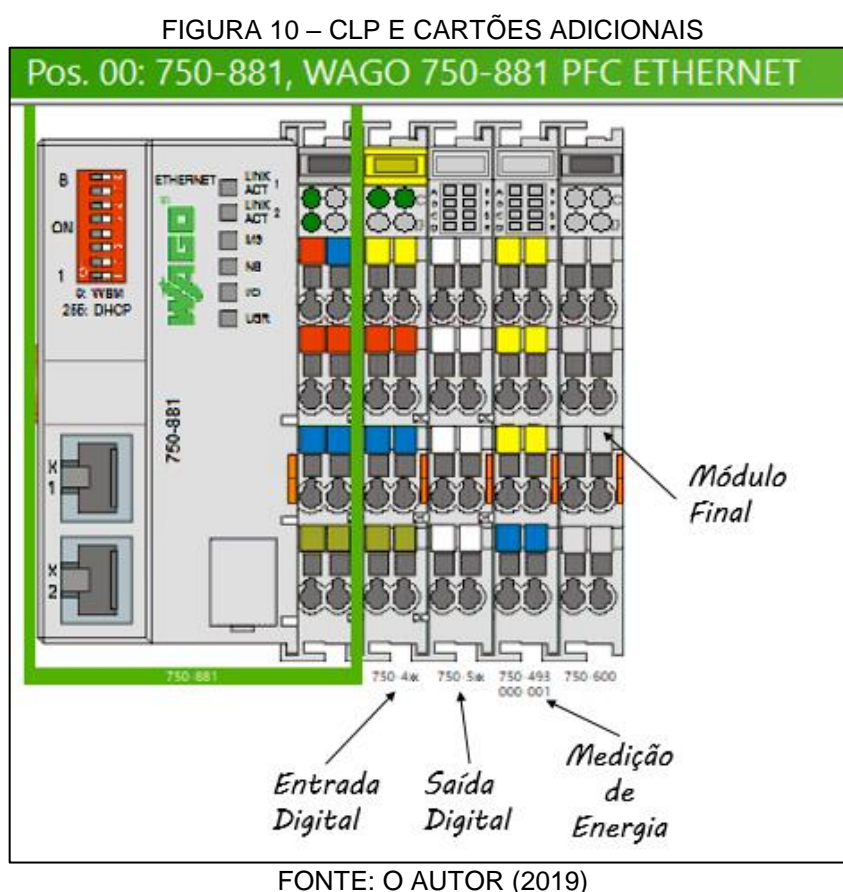 FIGURA 10 – CLP E CARTÕES ADICIONAIS
Pos. 00: 750-881, WAGO 750-881 PFC ETHERNET
8
ON
1
0: WBM
255: DHCP
ETHERNET
LINK
ACT 1
LINK
ACT 2
MS
NS
I/O
USR
WAGO
750-881
X
1
X
2
750-881
750-4
750-5
750-493
000-001
750-600
Módulo
Final
Entrada
Digital
Saída
Digital
Medição
de
Energia
FONTE: O AUTOR (2019)